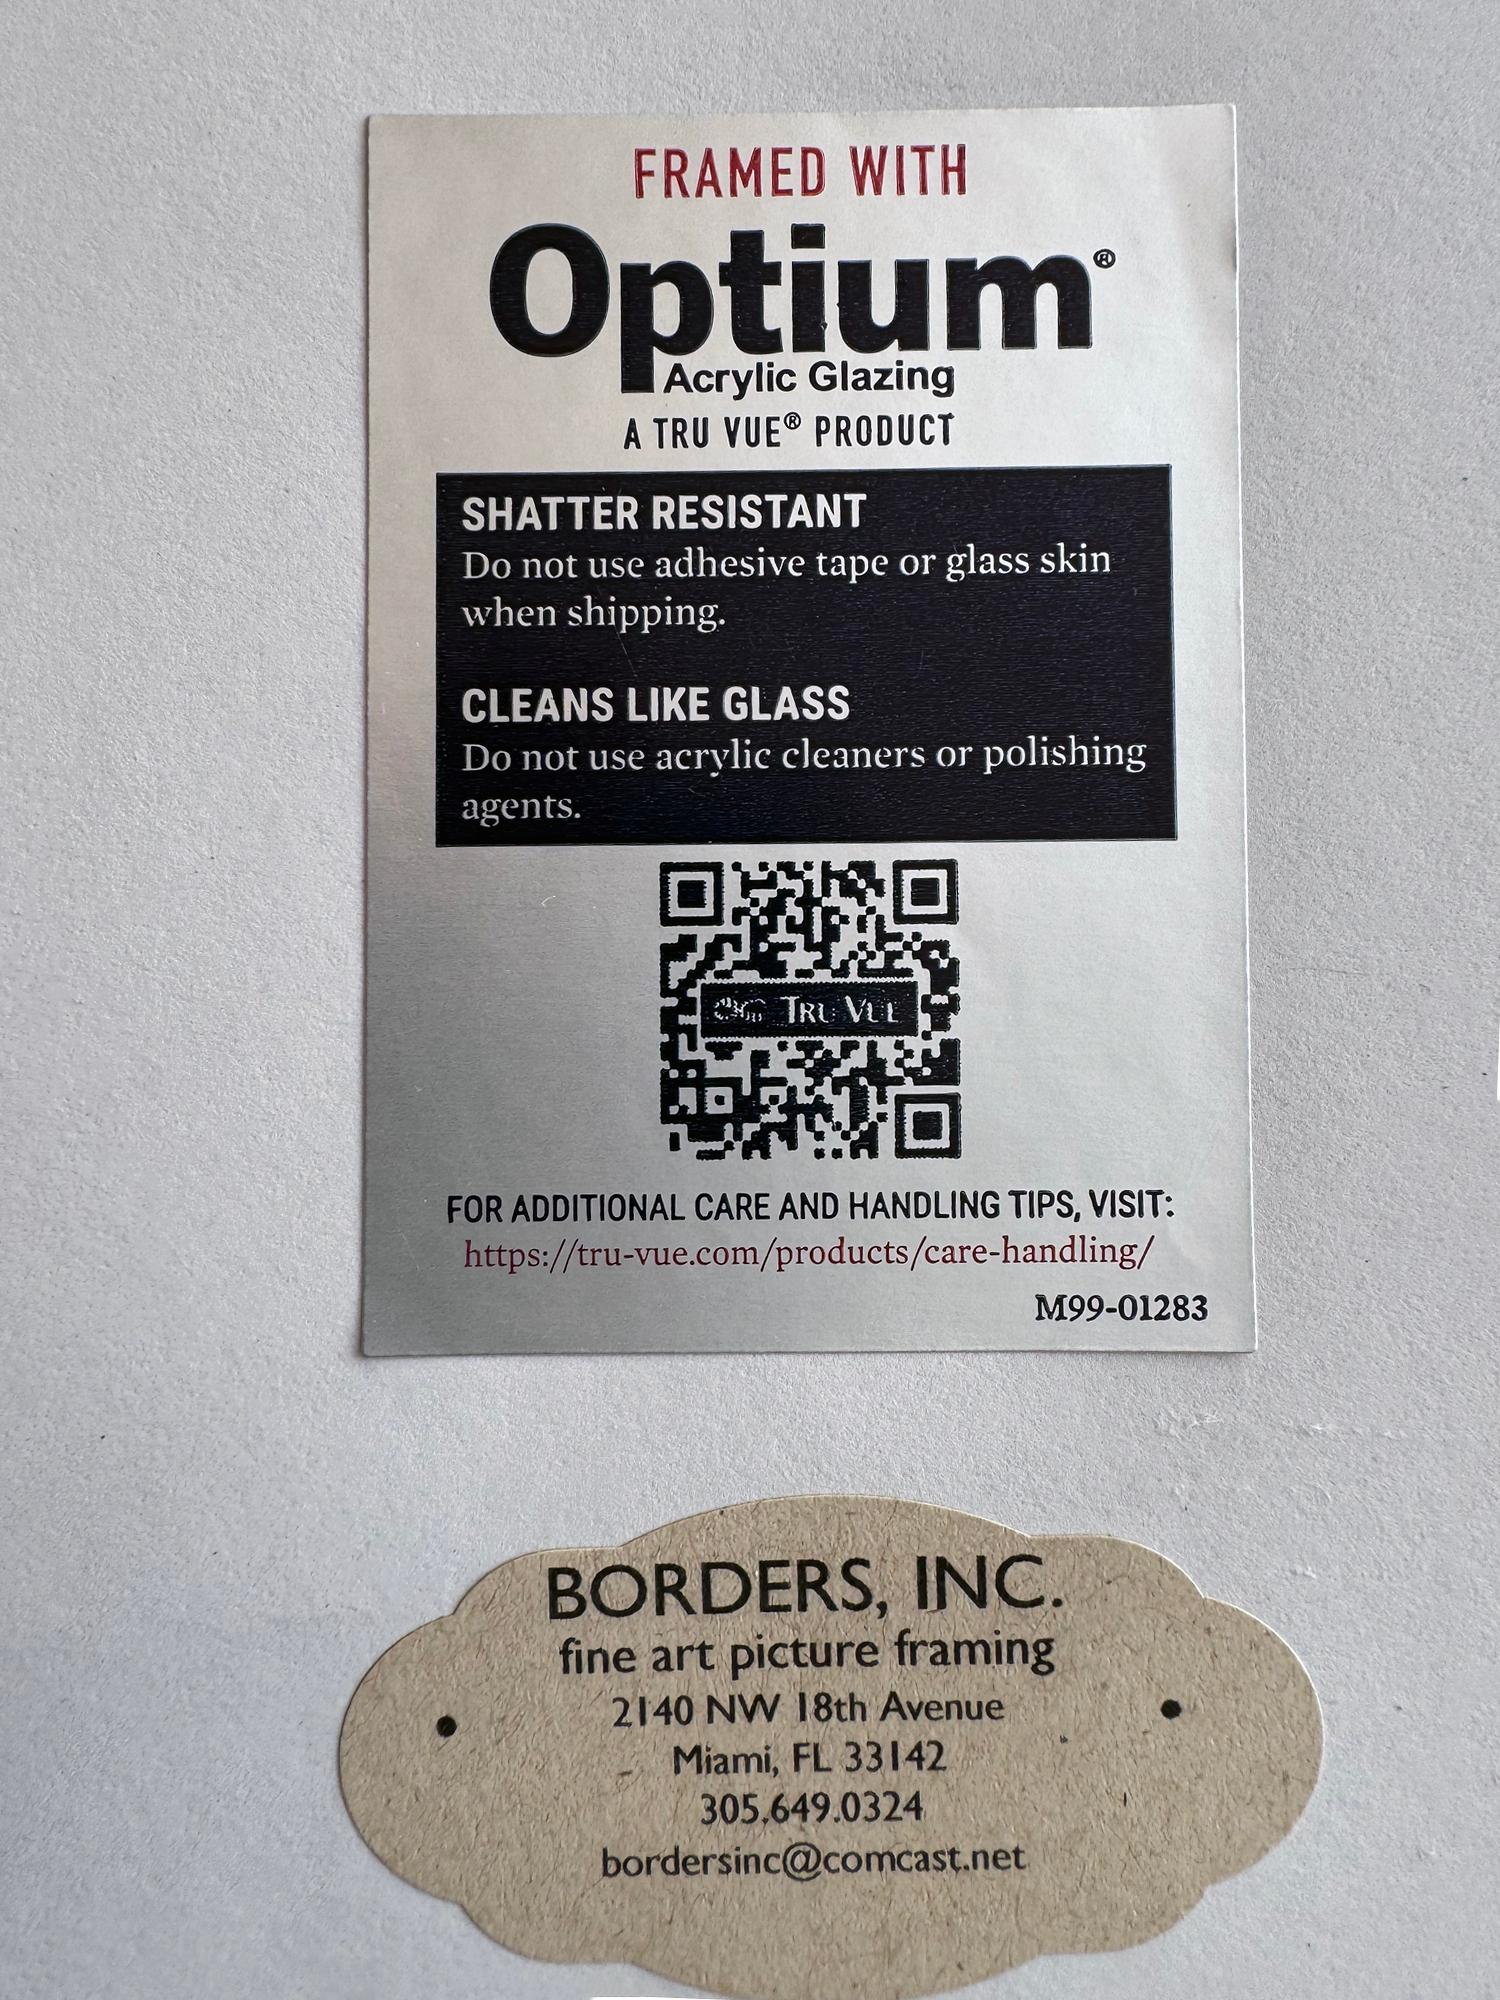 FRAMED WITH
Optium®
Acrylic Glazing
A TRU VUE® PRODUCT
SHATTER RESISTANT
Do not use adhesive tape or glass skin
when shipping.
CLEANS LIKE GLASS
Do not use acrylic cleaners or polishing
agents.
TRU VUE
FOR ADDITIONAL CARE AND HANDLING TIPS, VISIT:
https://tru-vue.com/products/care-handling/
M99-01283
BORDERS, INC.
fine art picture framing
2140 NW 18th Avenue
Miami, FL 33142
305.649.0324
bordersinc@comcast.net